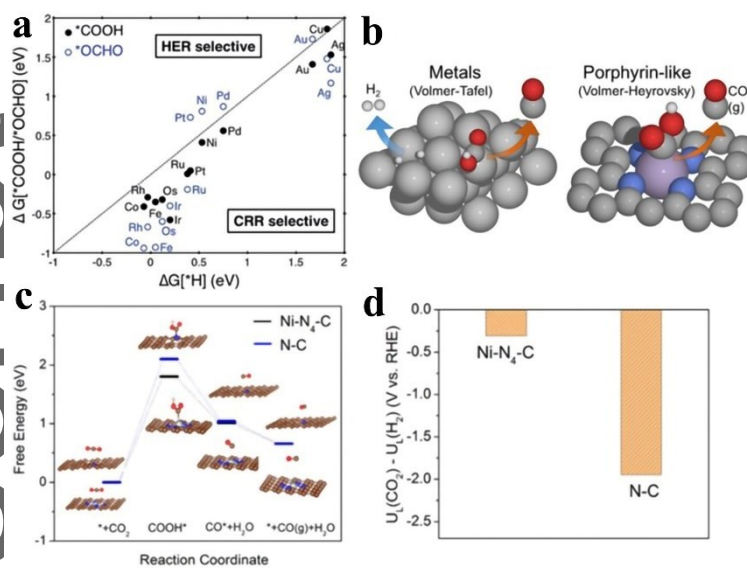 a
2
1.5
1
0.5
0
-0.5
-1
ΔG[*COOH/*OCHO] (eV)
*COOH
*OCHO
HER selective
CRR selective
Cu
Au
Ag
Au
Cu
Ag
Pd
Ni
Pt
Pd
Ni
Ru
Pt
Ru
Rh
Os
Co
Fe
Ir
Ir
Rh
Os
Co
Fe
-1
-0.5
0
0.5
1
1.5
2
ΔG[*H] (eV)
b
Metals
(Volmer-Tafel)
H₂
Porphyrin-like
(Volmer-Heyrovsky)
CO
(g)
c
3
2
1
0
-1
Free Energy (eV)
Ni-N₄-C
N-C
*+CO₂
COOH*
CO*+H₂O
*+CO(g)+H₂O
Reaction Coordinate
d
0.0
-0.5
-1.0
-1.5
-2.0
-2.5
U_L(CO₂) - U_L(H₂) (V vs. RHE)
Ni-N₄-C
N-C